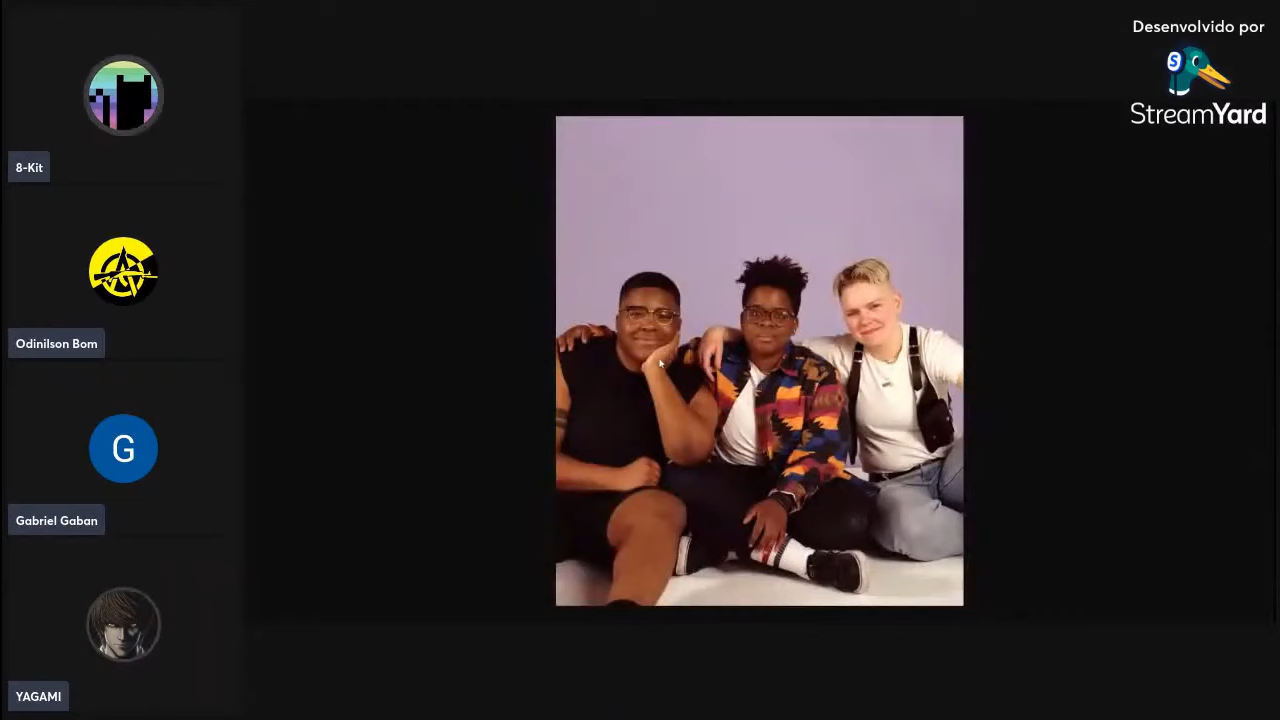 Desenvolvido por
S
StreamYard
8-Kit
Odinilson Bom
G
Gabriel Gaban
YAGAMI